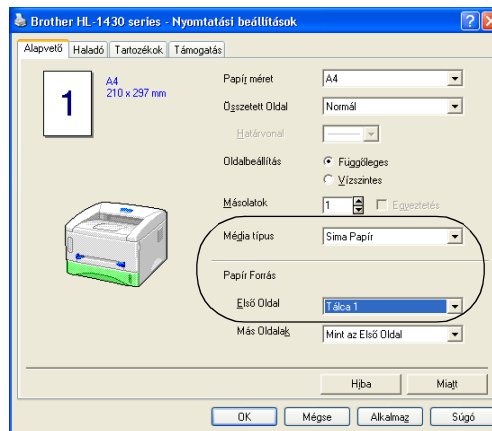 Brother HL-1430 series - Nyomtatási beállítások
Alapvető Haladó Tartozékok Támogatás
1
A4
210 x 297 mm
Papír méret A4
Összetett Oldal Normál
Határvonal
Oldalbeállítás Függőleges
Vízszintes
Másolatok 1 Egyeztetés
Média típus Sima Papír
Papír Forrás
Első Oldal Tálca 1
Más Oldalak Mint az Első Oldal
Hiba Miatt
OK Mégse Alkalmaz Súgó